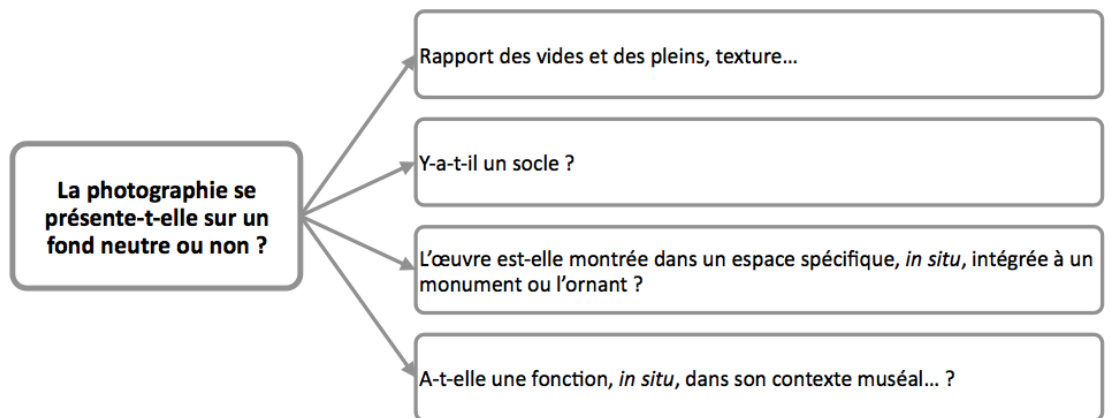 La photographie se
présente-t-elle sur un
fond neutre ou non ?
Rapport des vides et des pleins, texture…
Y-a-t-il un socle ?
L’œuvre est-elle montrée dans un espace spécifique, in situ, intégrée à un
monument ou l’ornant ?
A-t-elle une fonction, in situ, dans son contexte muséal… ?